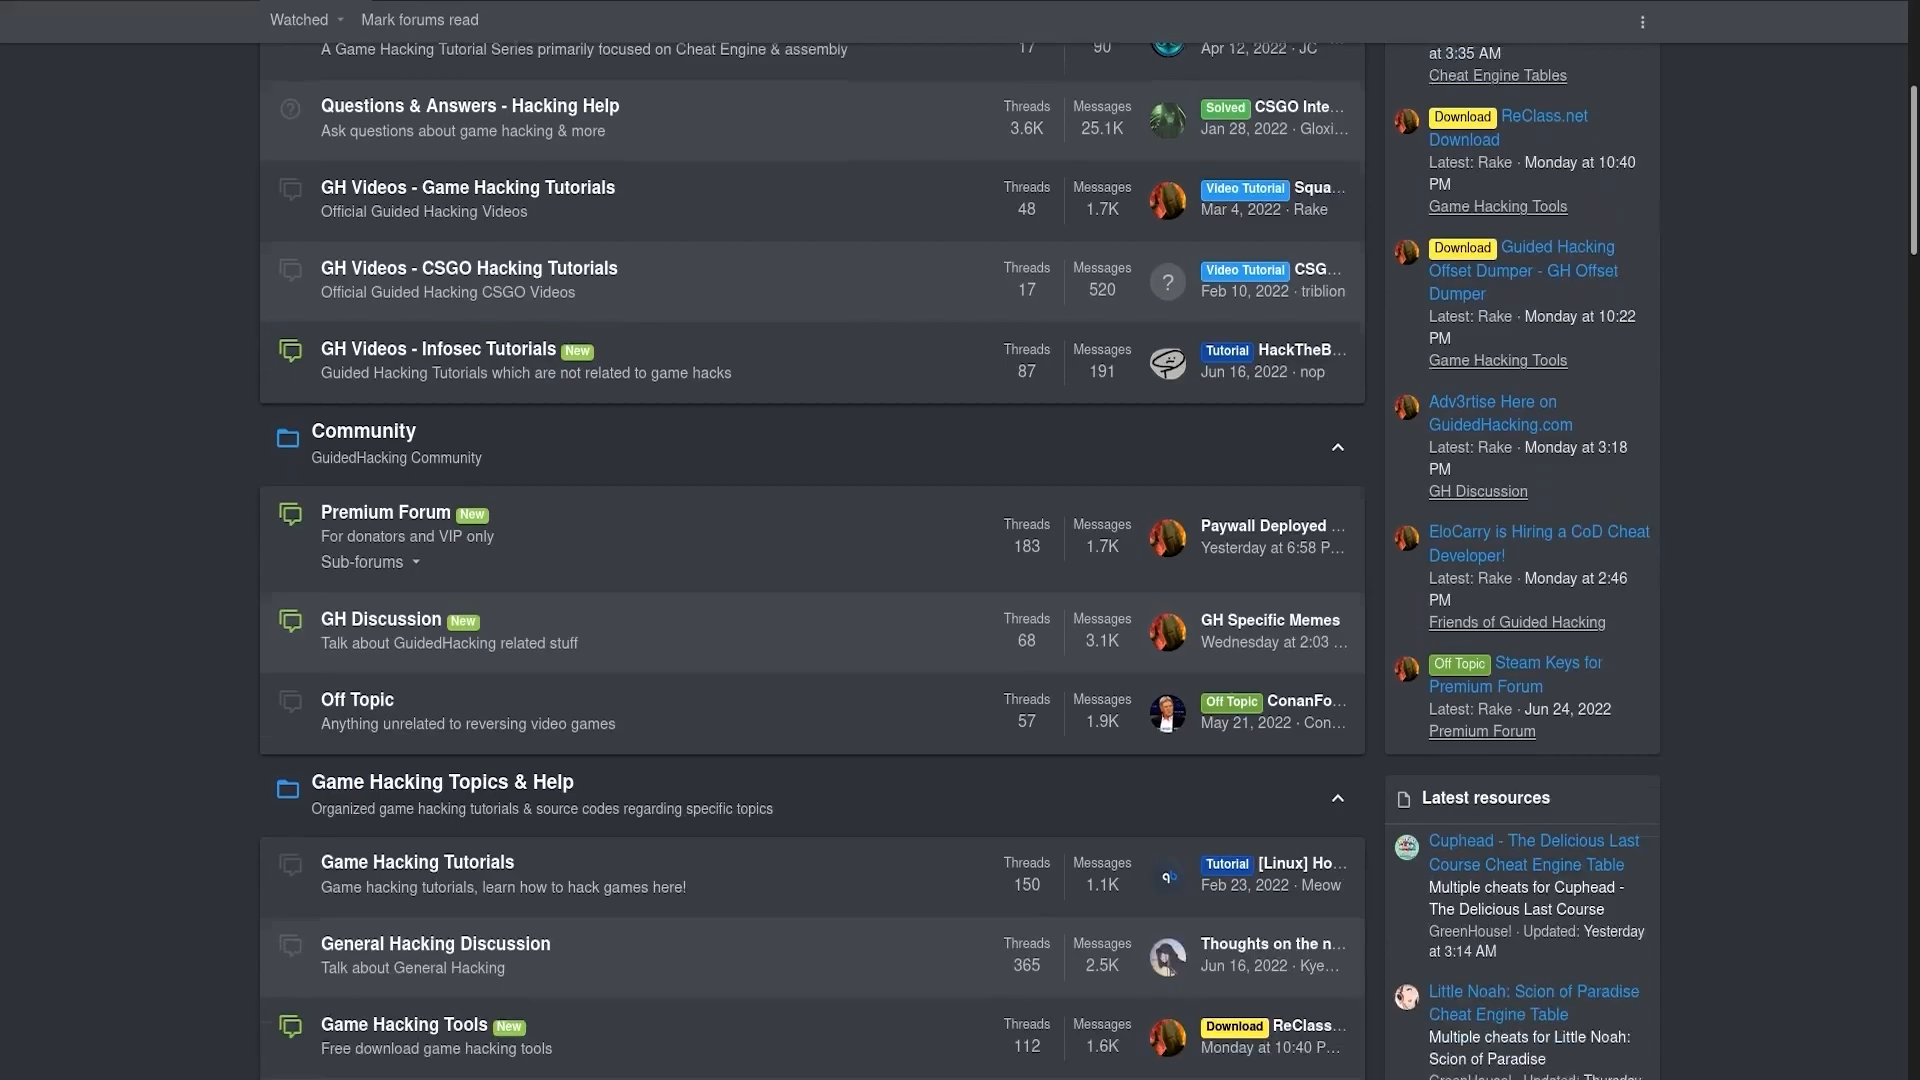 Watched
Mark forums read
A Game Hacking Tutorial Series primarily focused on Cheat Engine & assembly
17
90
Apr 12, 2022 · JC
Questions & Answers - Hacking Help
Ask questions about game hacking & more
Threads
3.6K
Messages
25.1K
Solved CSGO Inte...
Jan 28, 2022 · Gloxi...
GH Videos - Game Hacking Tutorials
Official Guided Hacking Videos
Threads
48
Messages
1.7K
Video Tutorial Squa...
Mar 4, 2022 · Rake
GH Videos - CSGO Hacking Tutorials
Official Guided Hacking CSGO Videos
Threads
17
Messages
520
?
Video Tutorial CSG...
Feb 10, 2022 · triblion
GH Videos - Infosec Tutorials New
Guided Hacking Tutorials which are not related to game hacks
Threads
87
Messages
191
Tutorial HackTheB...
Jun 16, 2022 · nop
Community
GuidedHacking Community
Premium Forum New
For donators and VIP only
Sub-forums
Threads
183
Messages
1.7K
Paywall Deployed ...
Yesterday at 6:58 P...
GH Discussion New
Talk about GuidedHacking related stuff
Threads
68
Messages
3.1K
GH Specific Memes
Wednesday at 2:03 ...
Off Topic
Anything unrelated to reversing video games
Threads
57
Messages
1.9K
Off Topic ConanFo...
May 21, 2022 · Con...
Game Hacking Topics & Help
Organized game hacking tutorials & source codes regarding specific topics
Game Hacking Tutorials
Game hacking tutorials, learn how to hack games here!
Threads
150
Messages
1.1K
Tutorial [Linux] Ho...
Feb 23, 2022 · Meow
General Hacking Discussion
Talk about General Hacking
Threads
365
Messages
2.5K
Thoughts on the n...
Jun 16, 2022 · Kye...
Game Hacking Tools New
Free download game hacking tools
Threads
112
Messages
1.6K
Download ReClass...
Monday at 10:40 P...
at 3:35 AM
Cheat Engine Tables
Download ReClass.net
Download
Latest: Rake · Monday at 10:40
PM
Game Hacking Tools
Download Guided Hacking
Offset Dumper - GH Offset
Dumper
Latest: Rake · Monday at 10:22
PM
Game Hacking Tools
Adv3rtise Here on
GuidedHacking.com
Latest: Rake · Monday at 3:18
PM
GH Discussion
EloCarry is Hiring a CoD Cheat
Developer!
Latest: Rake · Monday at 2:46
PM
Friends of Guided Hacking
Off Topic Steam Keys for
Premium Forum
Latest: Rake · Jun 24, 2022
Premium Forum
Latest resources
Cuphead - The Delicious Last
Course Cheat Engine Table
Multiple cheats for Cuphead -
The Delicious Last Course
GreenHouse! · Updated: Yesterday
at 3:14 AM
Little Noah: Scion of Paradise
Cheat Engine Table
Multiple cheats for Little Noah:
Scion of Paradise
GreenHouse! · Updated: Thursday